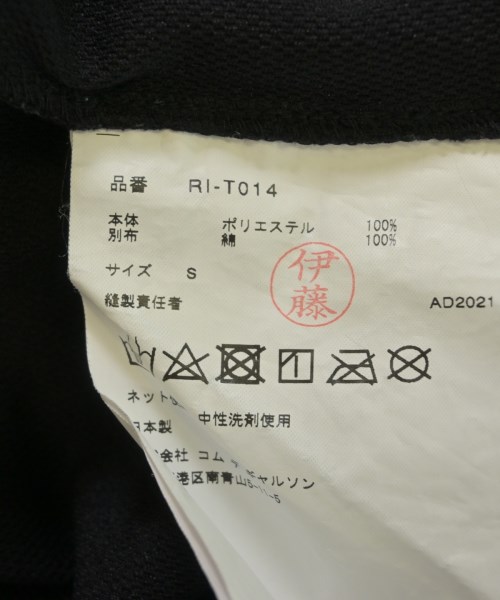 品番 RI-T014
本体 ポリエステル 100%
別布 綿 100%
サイズ S
伊藤
縫製責任者 AD2021
ネット
日本製 中性洗剤使用
会社 コム ギャルソン
港区南青山